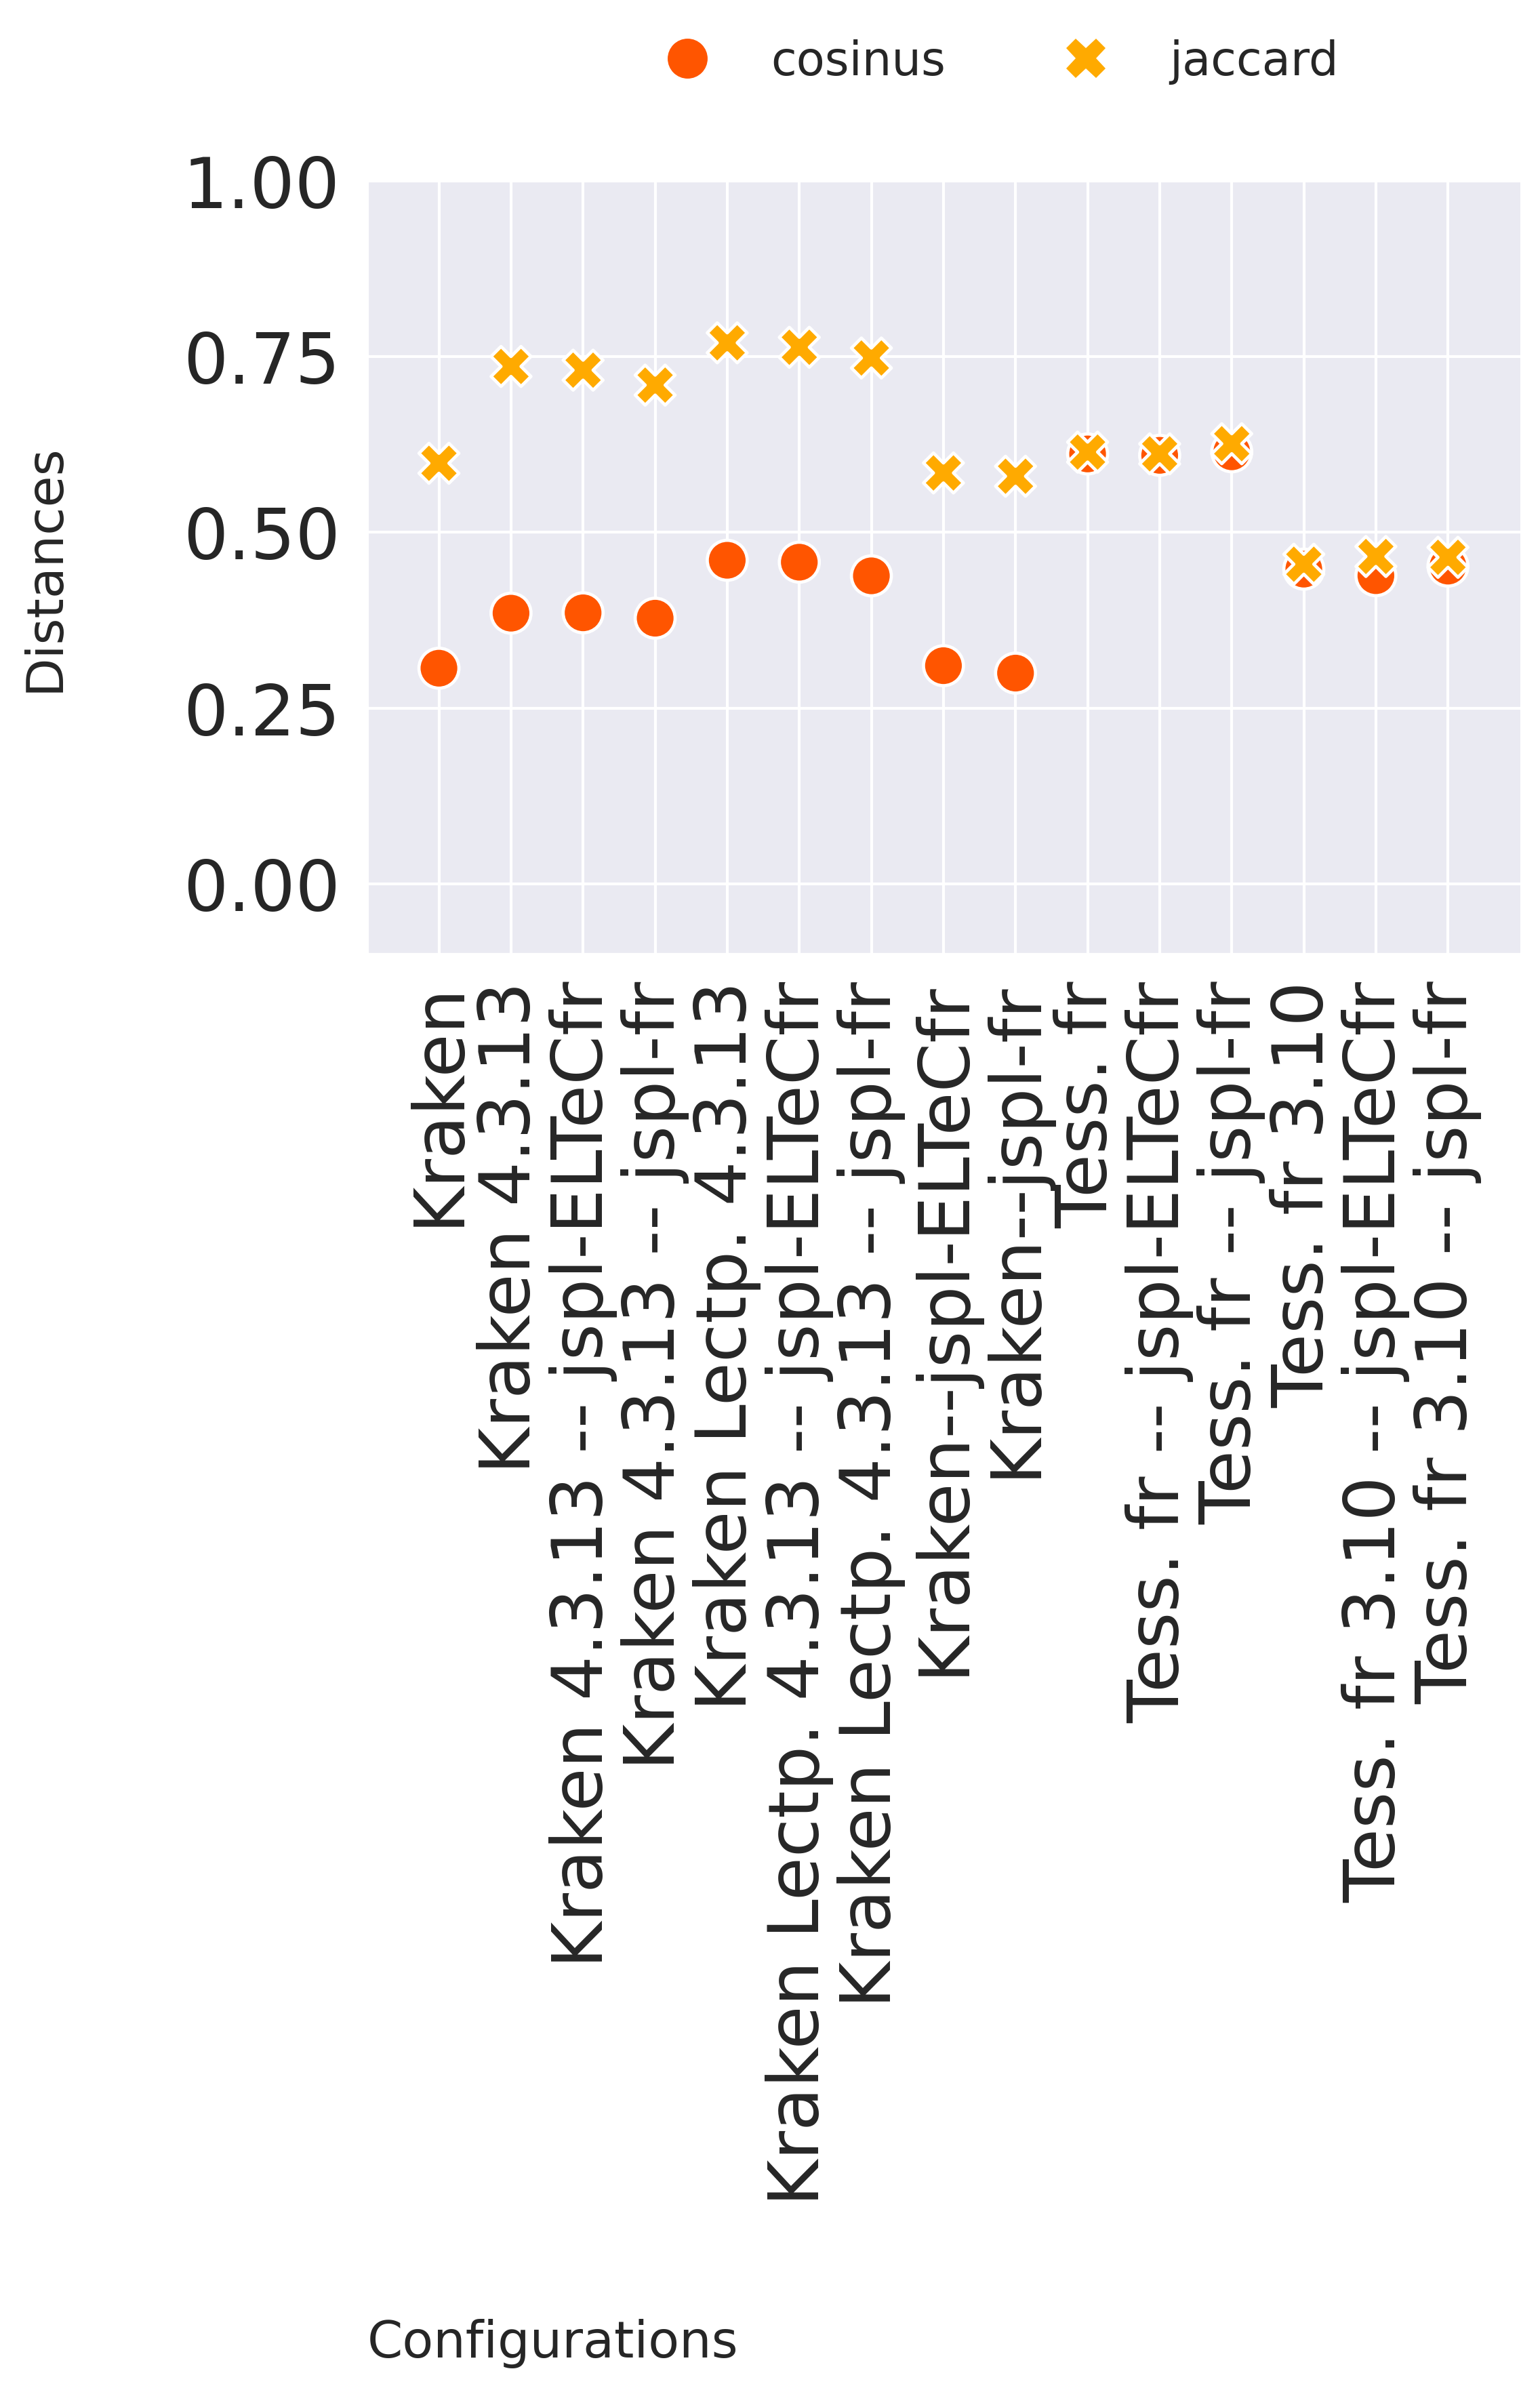 cosinus jaccard
1.00
0.75
0.50
0.25
0.00
Distances
Kraken
Kraken 4.3.13
Kraken 4.3.13 -- jspl-ELTeCfr
Kraken 4.3.13 -- jspl-fr
Kraken Lectp. 4.3.13
Kraken Lectp. 4.3.13 -- jspl-ELTeCfr
Kraken Lectp. 4.3.13 -- jspl-fr
Kraken--jspl-ELTeCfr
Kraken--jspl-fr
Tess. fr
Tess. fr -- jspl-ELTeCfr
Tess. fr -- jspl-fr
Tess. fr 3.10
Tess. fr 3.10 -- jspl-ELTeCfr
Tess. fr 3.10 -- jspl-fr
Configurations